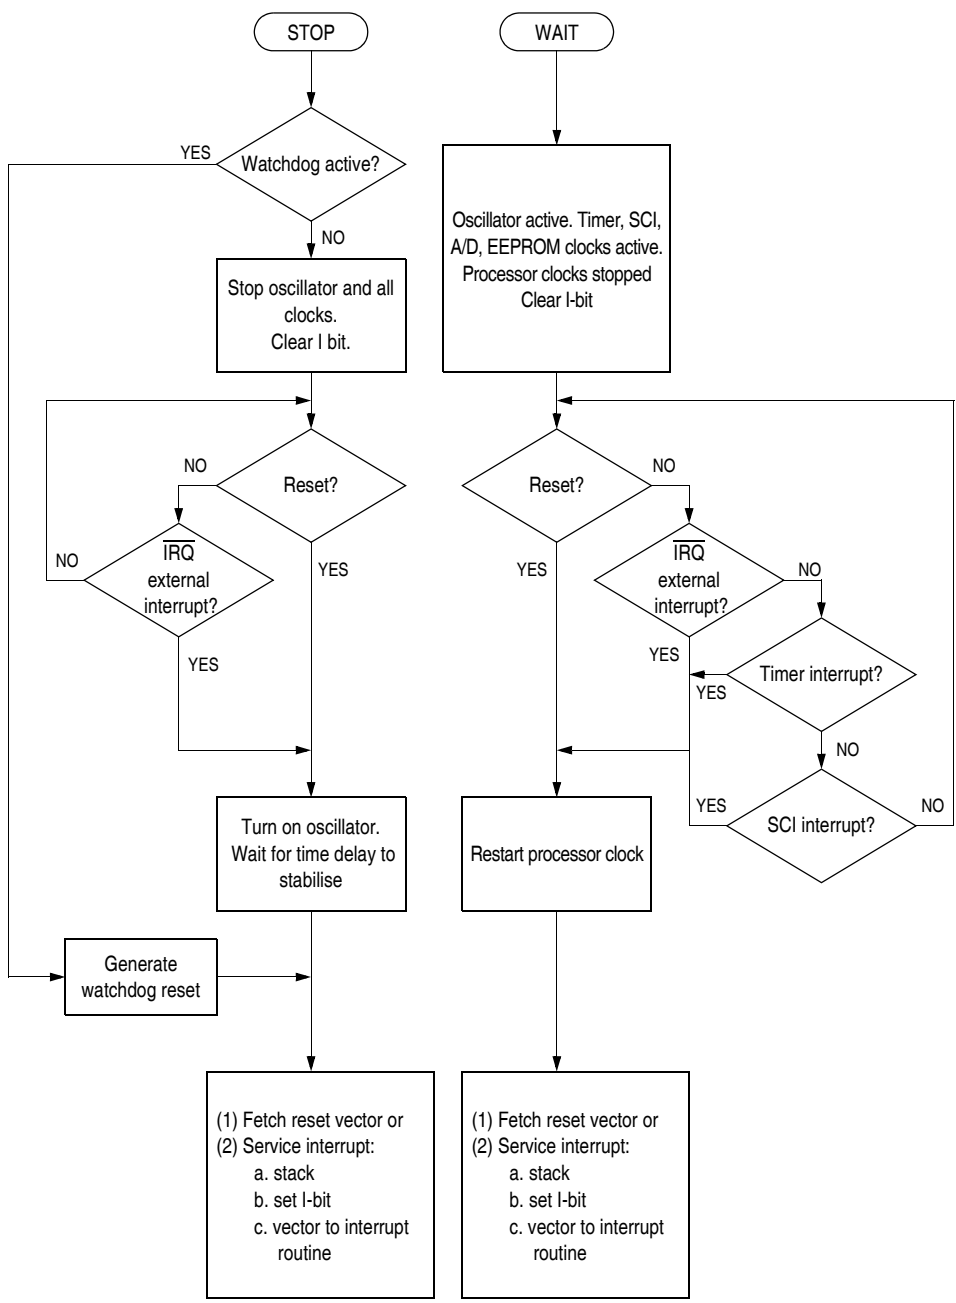 STOP
WAIT
YES
Watchdog active?
NO
Stop oscillator and all
clocks.
Clear I bit.
Oscillator active. Timer, SCI,
A/D, EEPROM clocks active.
Processor clocks stopped
Clear I-bit
NO
Reset?
YES
NO
IRQ
external
interrupt?
YES
Reset?
NO
YES
IRQ
external
interrupt?
NO
YES
Timer interrupt?
YES
NO
SCI interrupt?
YES
NO
Turn on oscillator.
Wait for time delay to
stabilise
Restart processor clock
Generate
watchdog reset
(1) Fetch reset vector or
(2) Service interrupt:
a. stack
b. set I-bit
c. vector to interrupt
routine
(1) Fetch reset vector or
(2) Service interrupt:
a. stack
b. set I-bit
c. vector to interrupt
routine